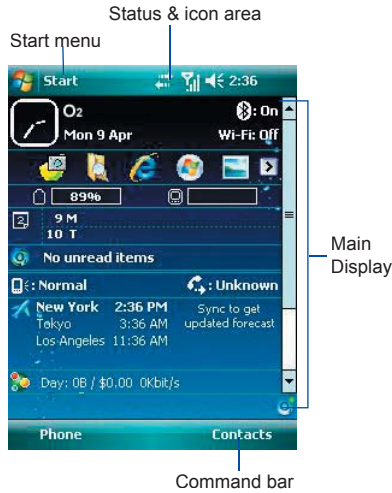 Status & icon area
Start menu
Start 2:36
O2 : On
Mon 9 Apr Wi-Fi: Off
89%
2 9 M
10 T
No unread items
: Normal : Unknown
New York 2:36 PM Sync to get
Tokyo 3:36 AM updated forecast
Los Angeles 11:36 AM
Day: 0B / $0.00 0Kbit/s
Main
Display
Phone Contacts
Command bar